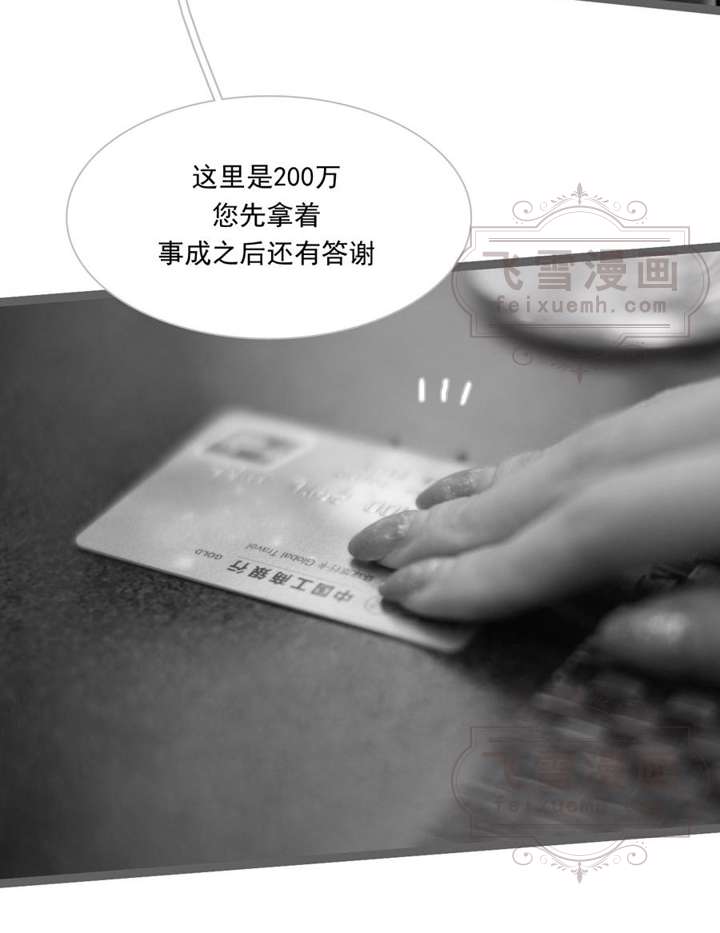 这里是200万
您先拿着
事成之后还有答谢
飞雪漫画
feixuemh.com
中国工商银行 GOLD
Global Travel
飞雪漫画
feixuemh.com